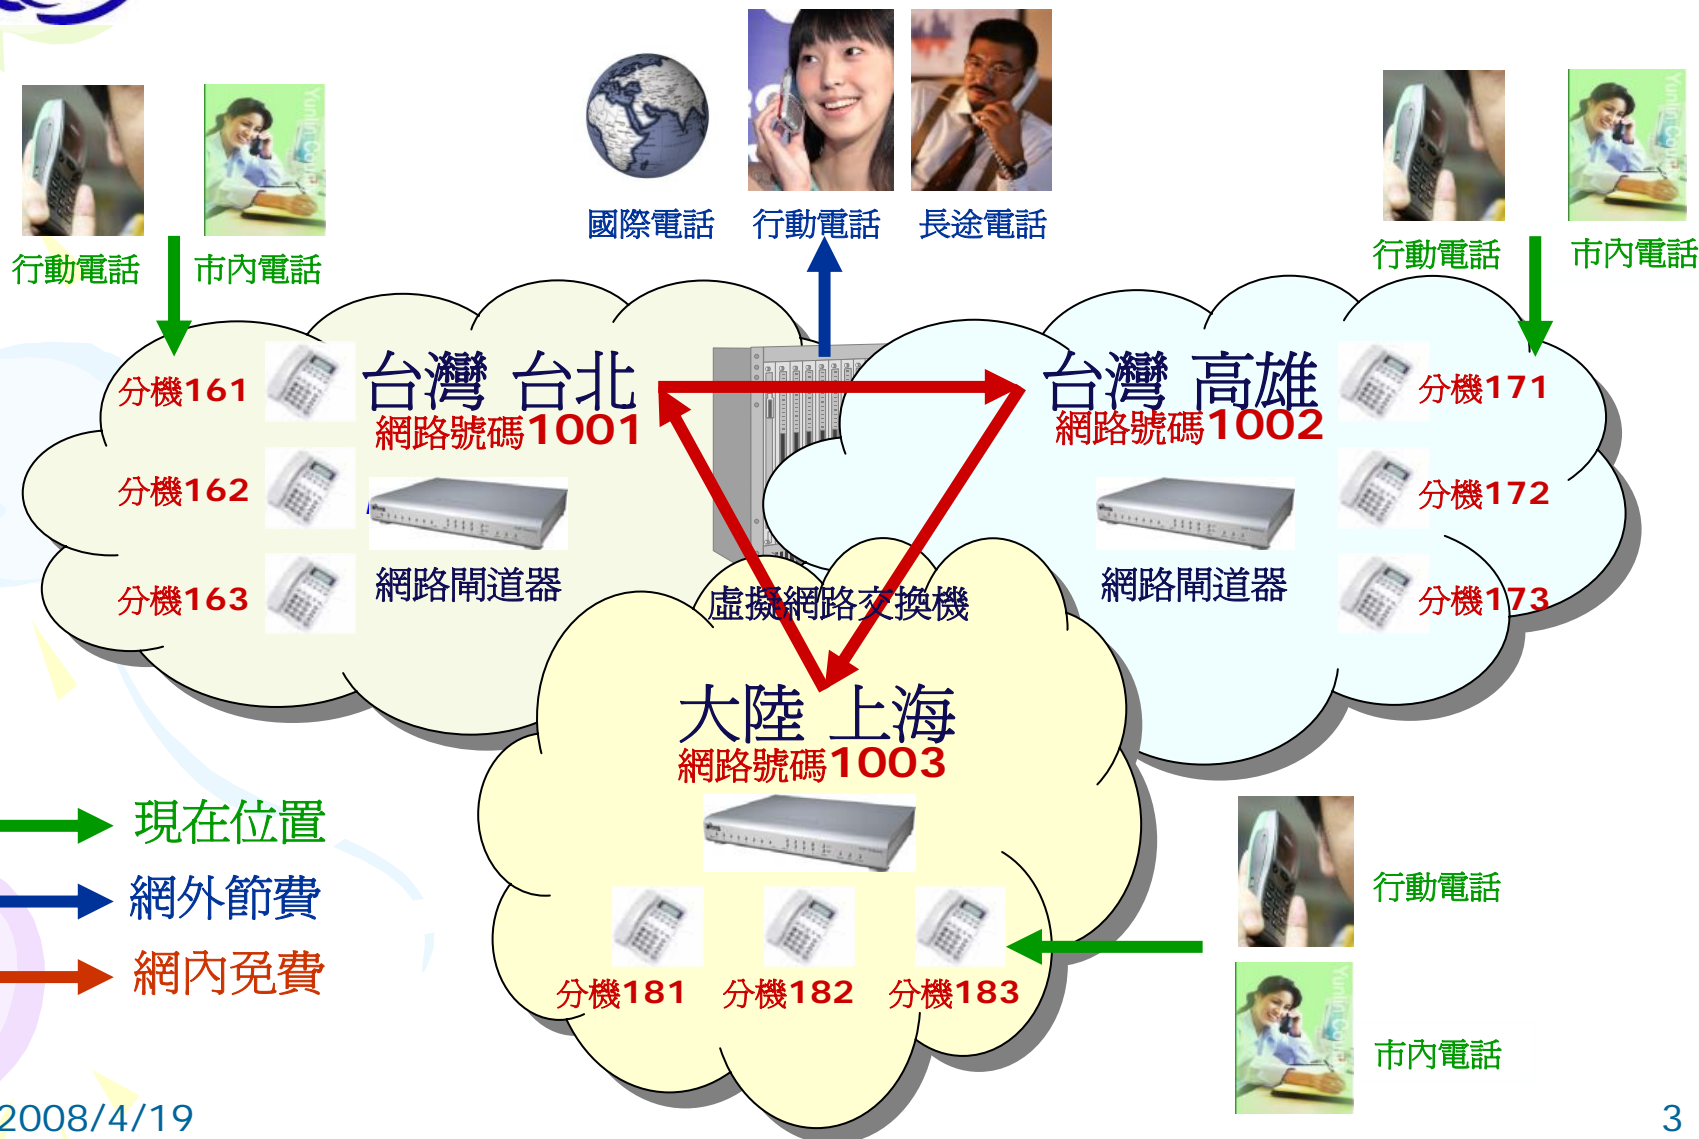 國際電話
行動電話
長途電話
行動電話
市內電話
行動電話
市內電話
台灣 台北
網路號碼1001
分機161
分機162
分機163
網路閘道器
台灣 高雄
網路號碼1002
分機171
分機172
分機173
網路閘道器
虛擬網路交換機
大陸 上海
網路號碼1003
分機181
分機182
分機183
現在位置
網外節費
網內免費
行動電話
市內電話
2008/4/19
3